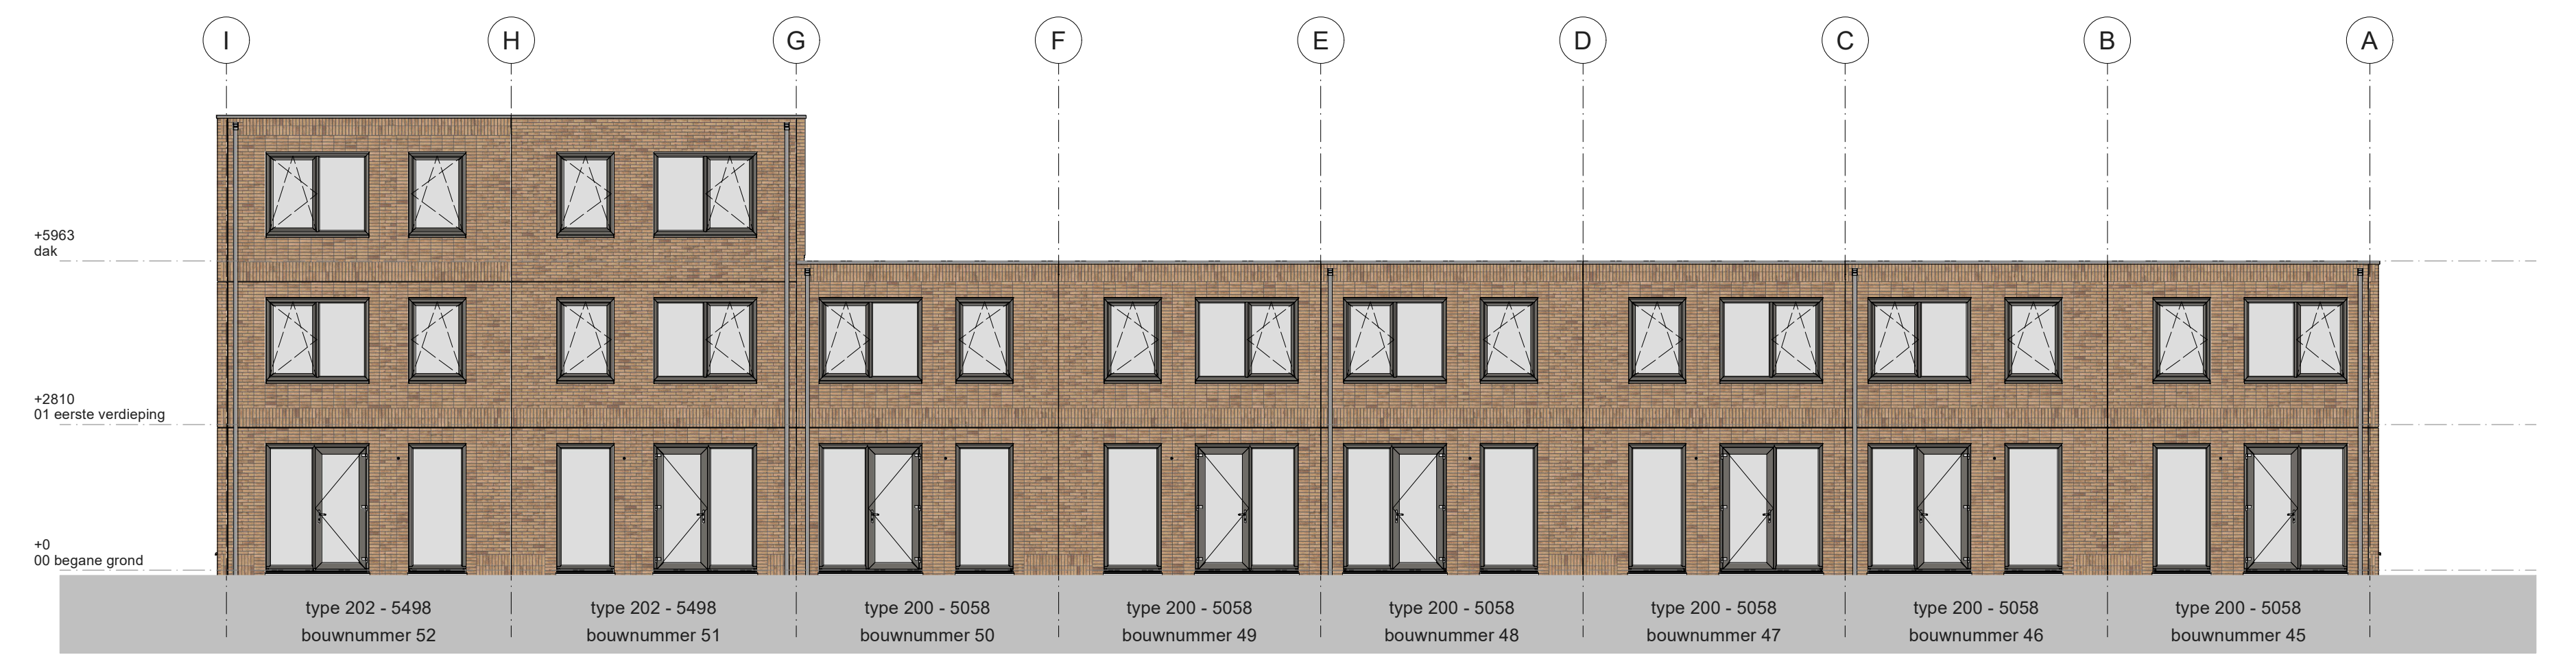 I H G F E D C B A
+5963
dak
+2810
01 eerste verdieping
+0
00 begane grond
type 202 - 5498 type 202 - 5498 type 200 - 5058 type 200 - 5058 type 200 - 5058 type 200 - 5058 type 200 - 5058 type 200 - 5058
bouwnummer 52 bouwnummer 51 bouwnummer 50 bouwnummer 49 bouwnummer 48 bouwnummer 47 bouwnummer 46 bouwnummer 45